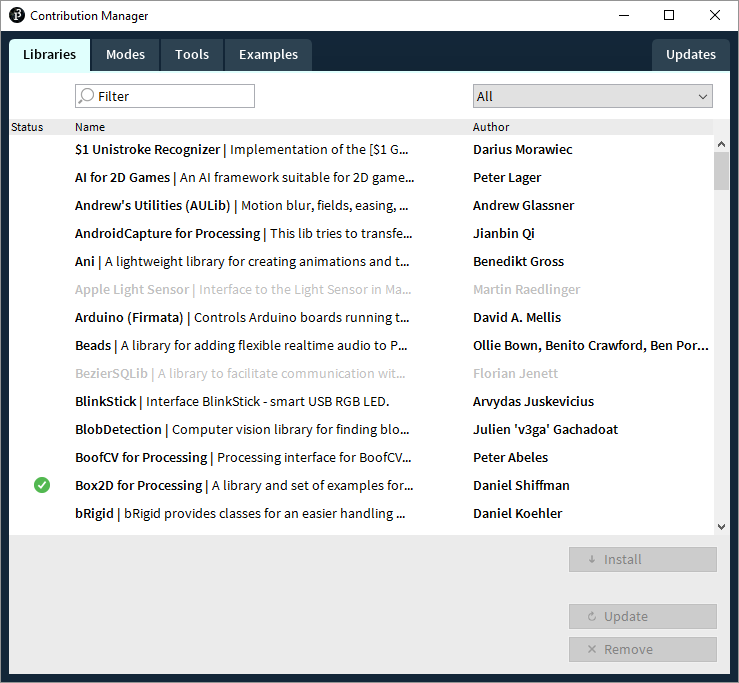 Contribution Manager
Libraries Modes Tools Examples Updates
Filter All
Status Name Author
$1 Unistroke Recognizer | Implementation of the [$1 G... Darius Morawiec
AI for 2D Games | An AI framework suitable for 2D game... Peter Lager
Andrew's Utilities (AULib) | Motion blur, fields, easing, ... Andrew Glassner
AndroidCapture for Processing | This lib tries to transfe... Jianbin Qi
Ani | A lightweight library for creating animations and t... Benedikt Gross
Apple Light Sensor | Interface to the Light Sensor in Ma... Martin Raedlinger
Arduino (Firmata) | Controls Arduino boards running t... David A. Mellis
Beads | A library for adding flexible realtime audio to P... Ollie Bown, Benito Crawford, Ben Por...
BezierSQLib | A library to facilitate communication wit... Florian Jenett
BlinkStick | Interface BlinkStick - smart USB RGB LED. Arvydas Juskevicius
BlobDetection | Computer vision library for finding blo... Julien 'v3ga' Gachadoat
BoofCV for Processing | Processing interface for BoofCV... Peter Abeles
Box2D for Processing | A library and set of examples for... Daniel Shiffman
bRigid | bRigid provides classes for an easier handling ... Daniel Koehler
Install
Update
Remove